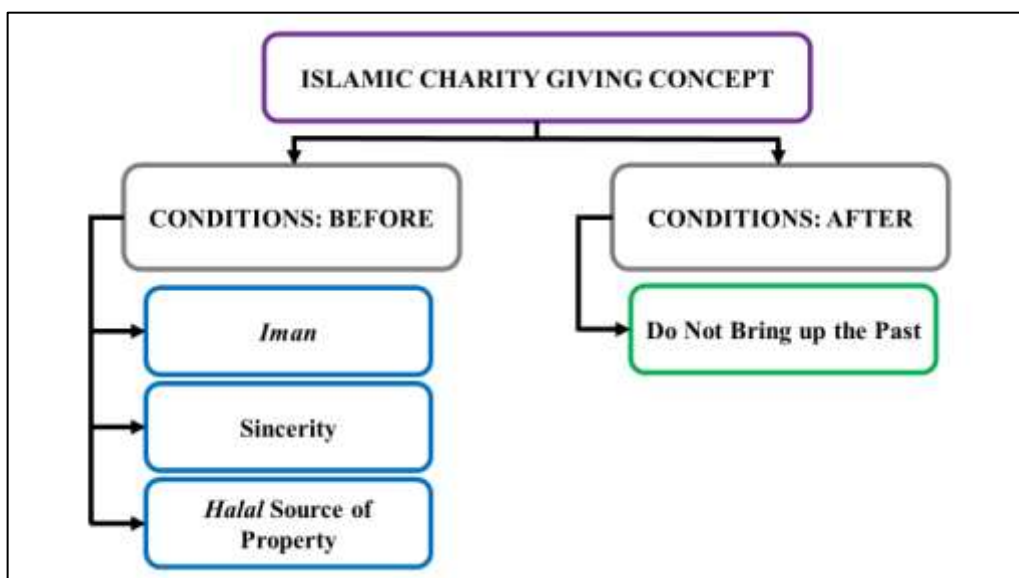 ISLAMIC CHARITY GIVING CONCEPT
CONDITIONS: BEFORE
Iman
Sincerity
Halal Source of
Property
CONDITIONS: AFTER
Do Not Bring up the Past